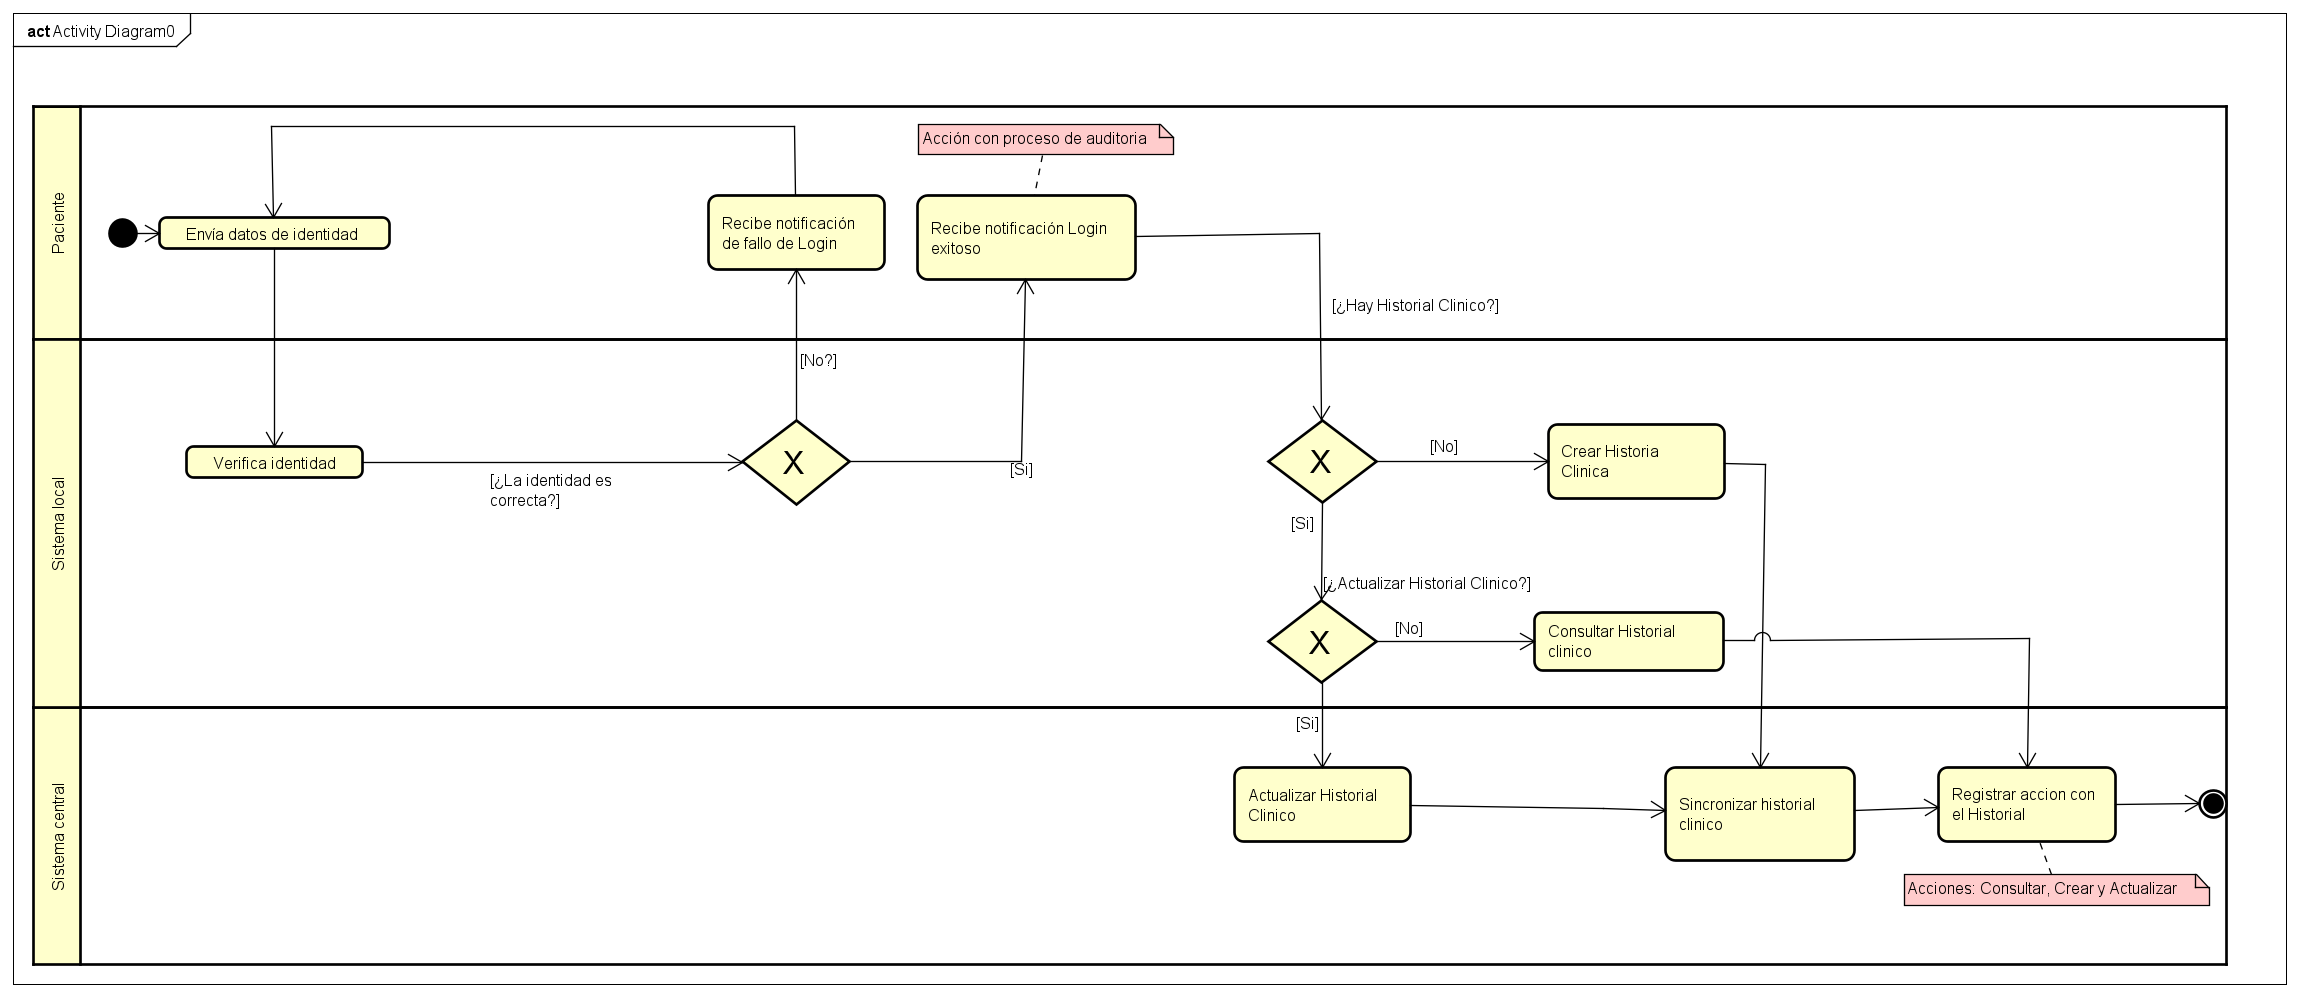 act Activity Diagram0
Paciente
Acción con proceso de auditoria
Envía datos de identidad
Recibe notificación
de fallo de Login
Recibe notificación Login
exitoso
[¿Hay Historial Clinico?]
Sistema local
[No?]
Verifica identidad
[¿La identidad es
correcta?]
X
[Si]
X
[No]
Crear Historia
Clinica
[Si]
[¿Actualizar Historial Clinico?]
X
[No]
Consultar Historial
clinico
Sistema central
[Si]
Actualizar Historial
Clinico
Sincronizar historial
clinico
Registrar accion con
el Historial
Acciones: Consultar, Crear y Actualizar